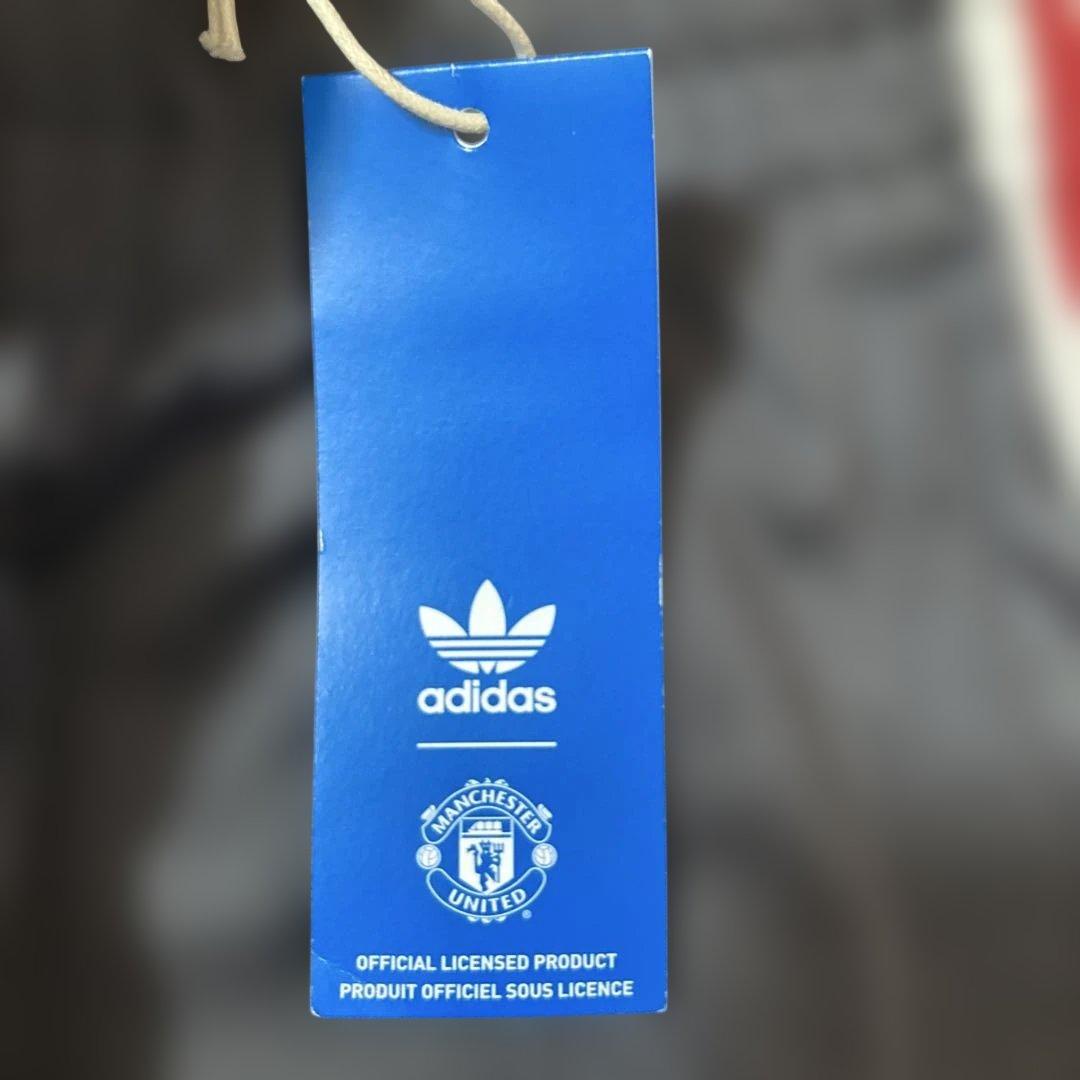 adidas
MANCHESTER
UNITED
®
OFFICIAL LICENSED PRODUCT
PRODUIT OFFICIEL SOUS LICENCE